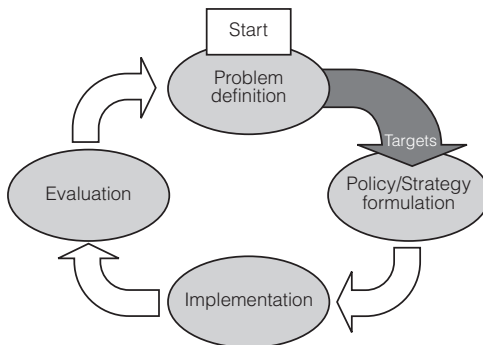 Start
Problem
definition
Targets
Policy/Strategy
formulation
Implementation
Evaluation